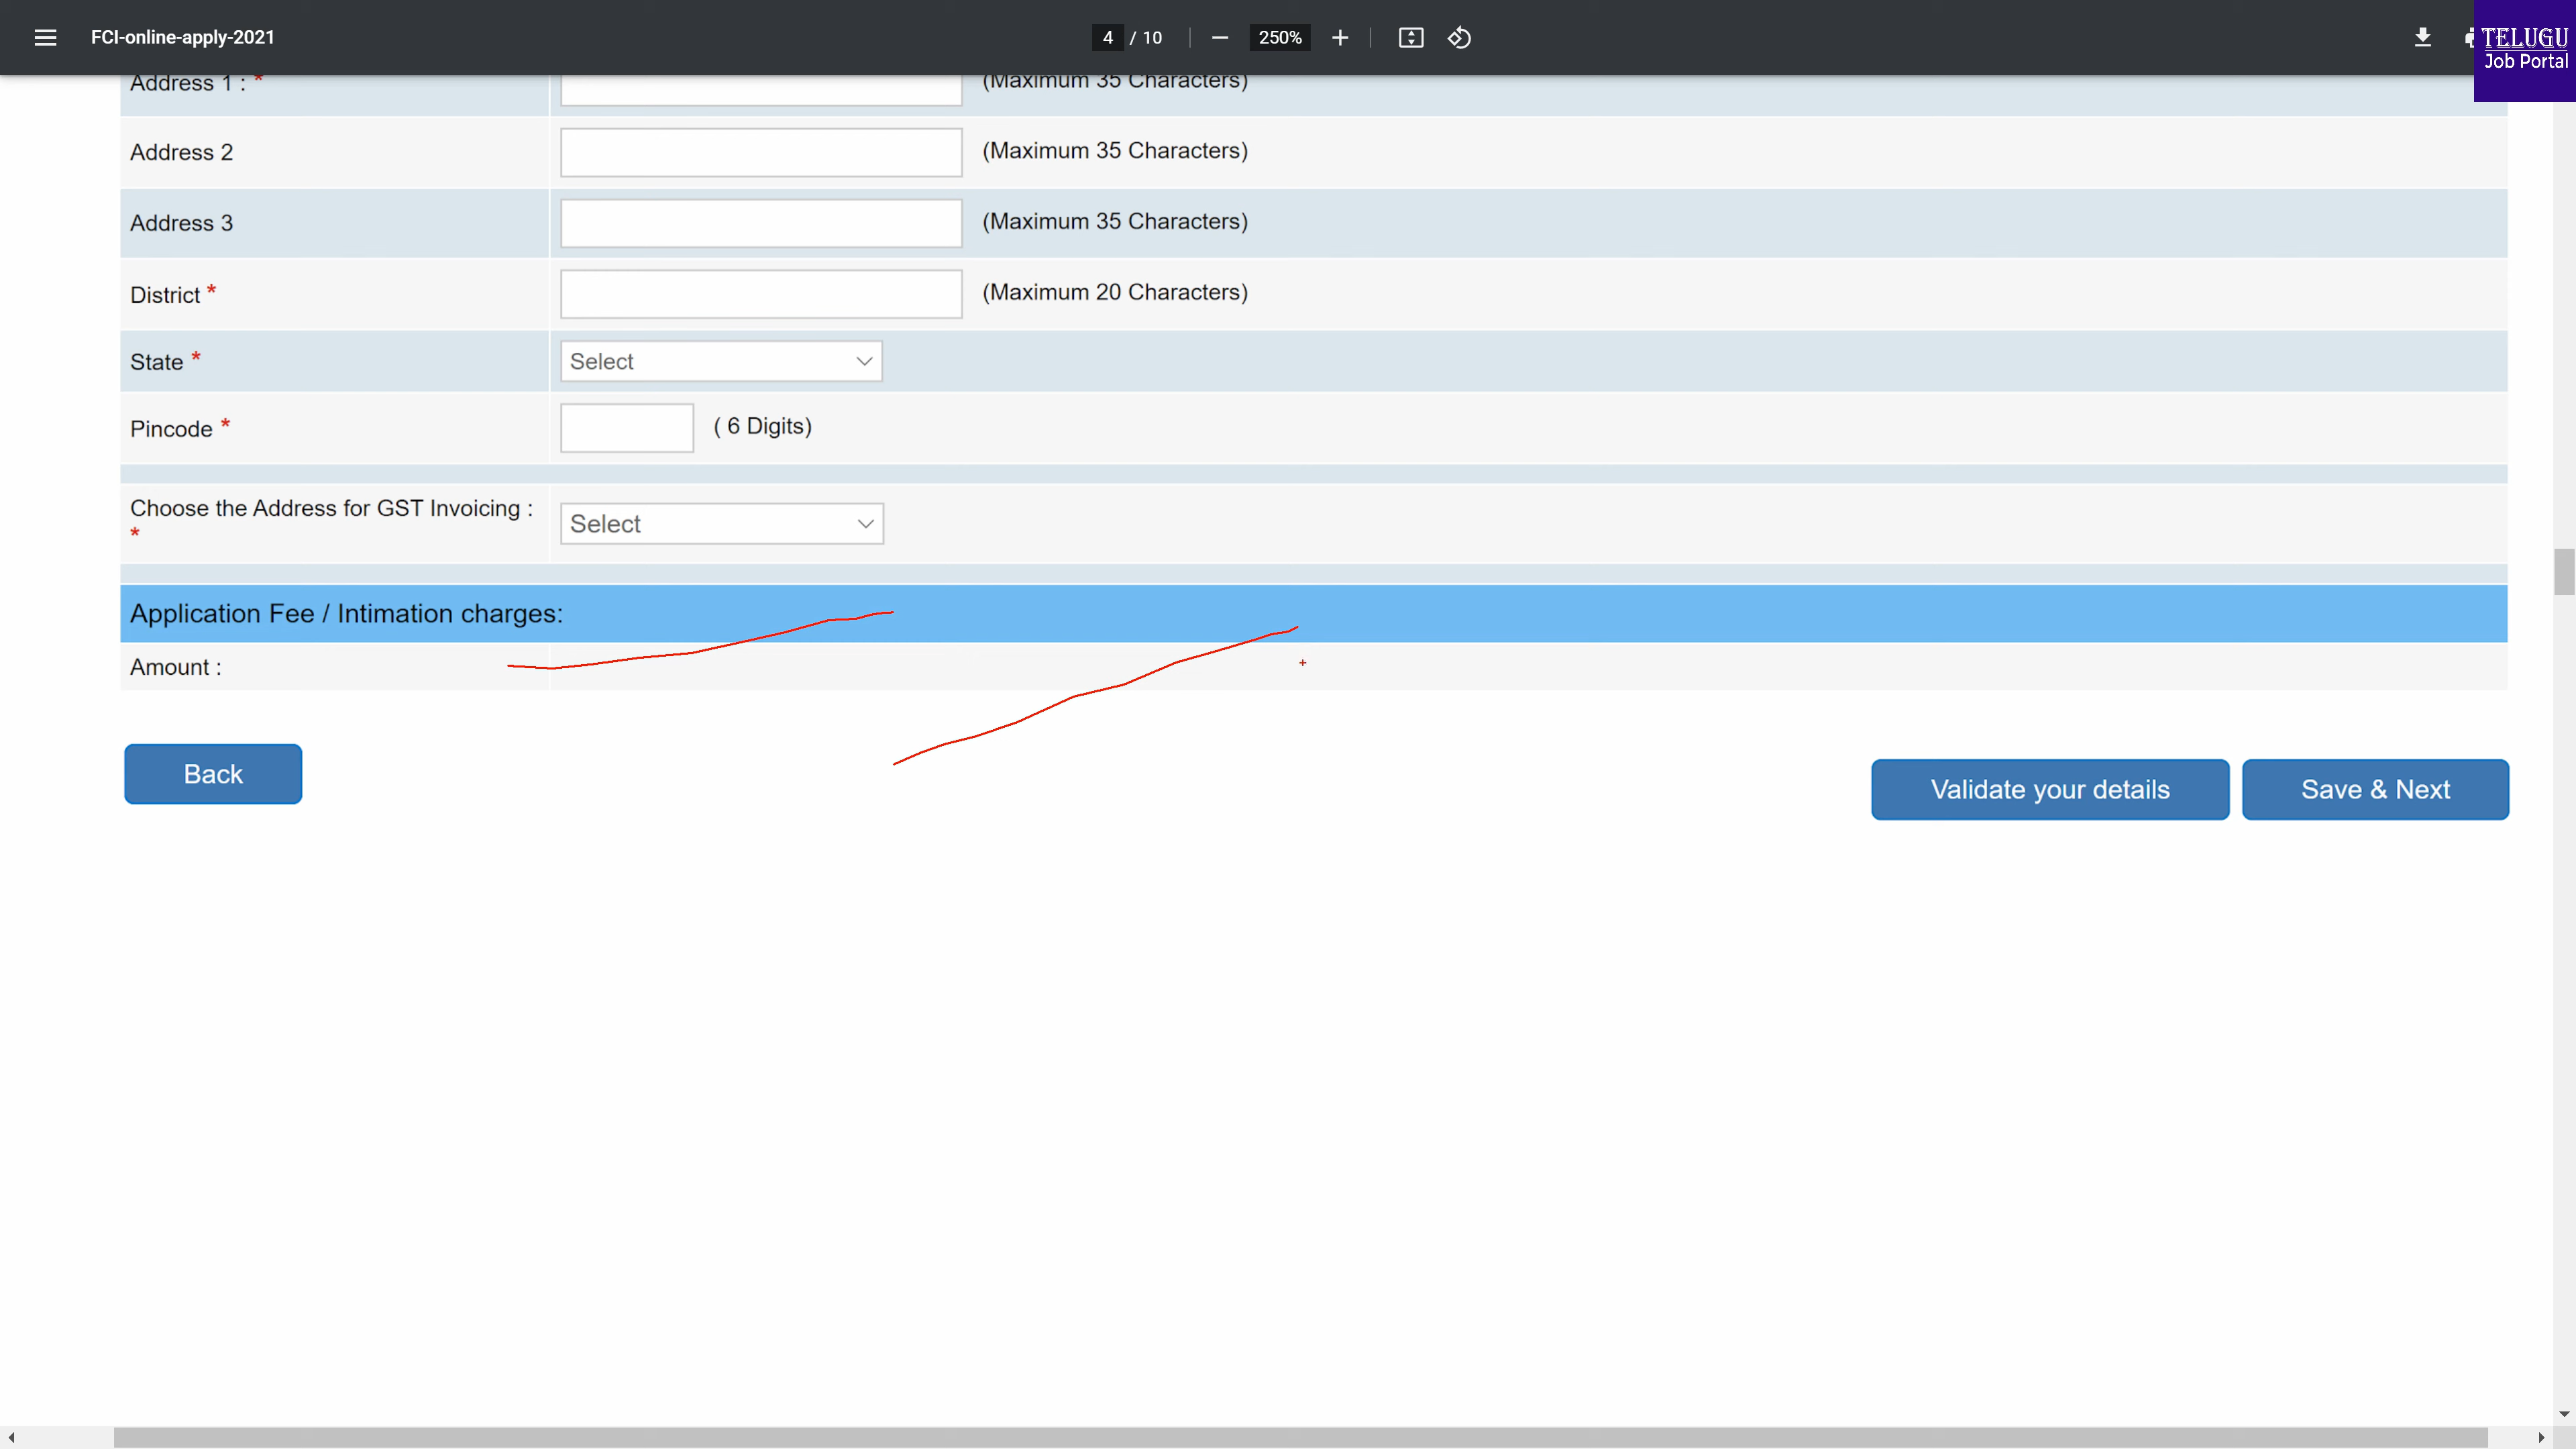 FCI-online-apply-2021
4 / 10
250%
TELUGU
Job Portal
Address 1 : * (Maximum 35 Characters)
Address 2 (Maximum 35 Characters)
Address 3 (Maximum 35 Characters)
District * (Maximum 20 Characters)
State * Select
Pincode * ( 6 Digits)
Choose the Address for GST Invoicing :
* Select
Application Fee / Intimation charges:
Amount :
Back
Validate your details
Save & Next